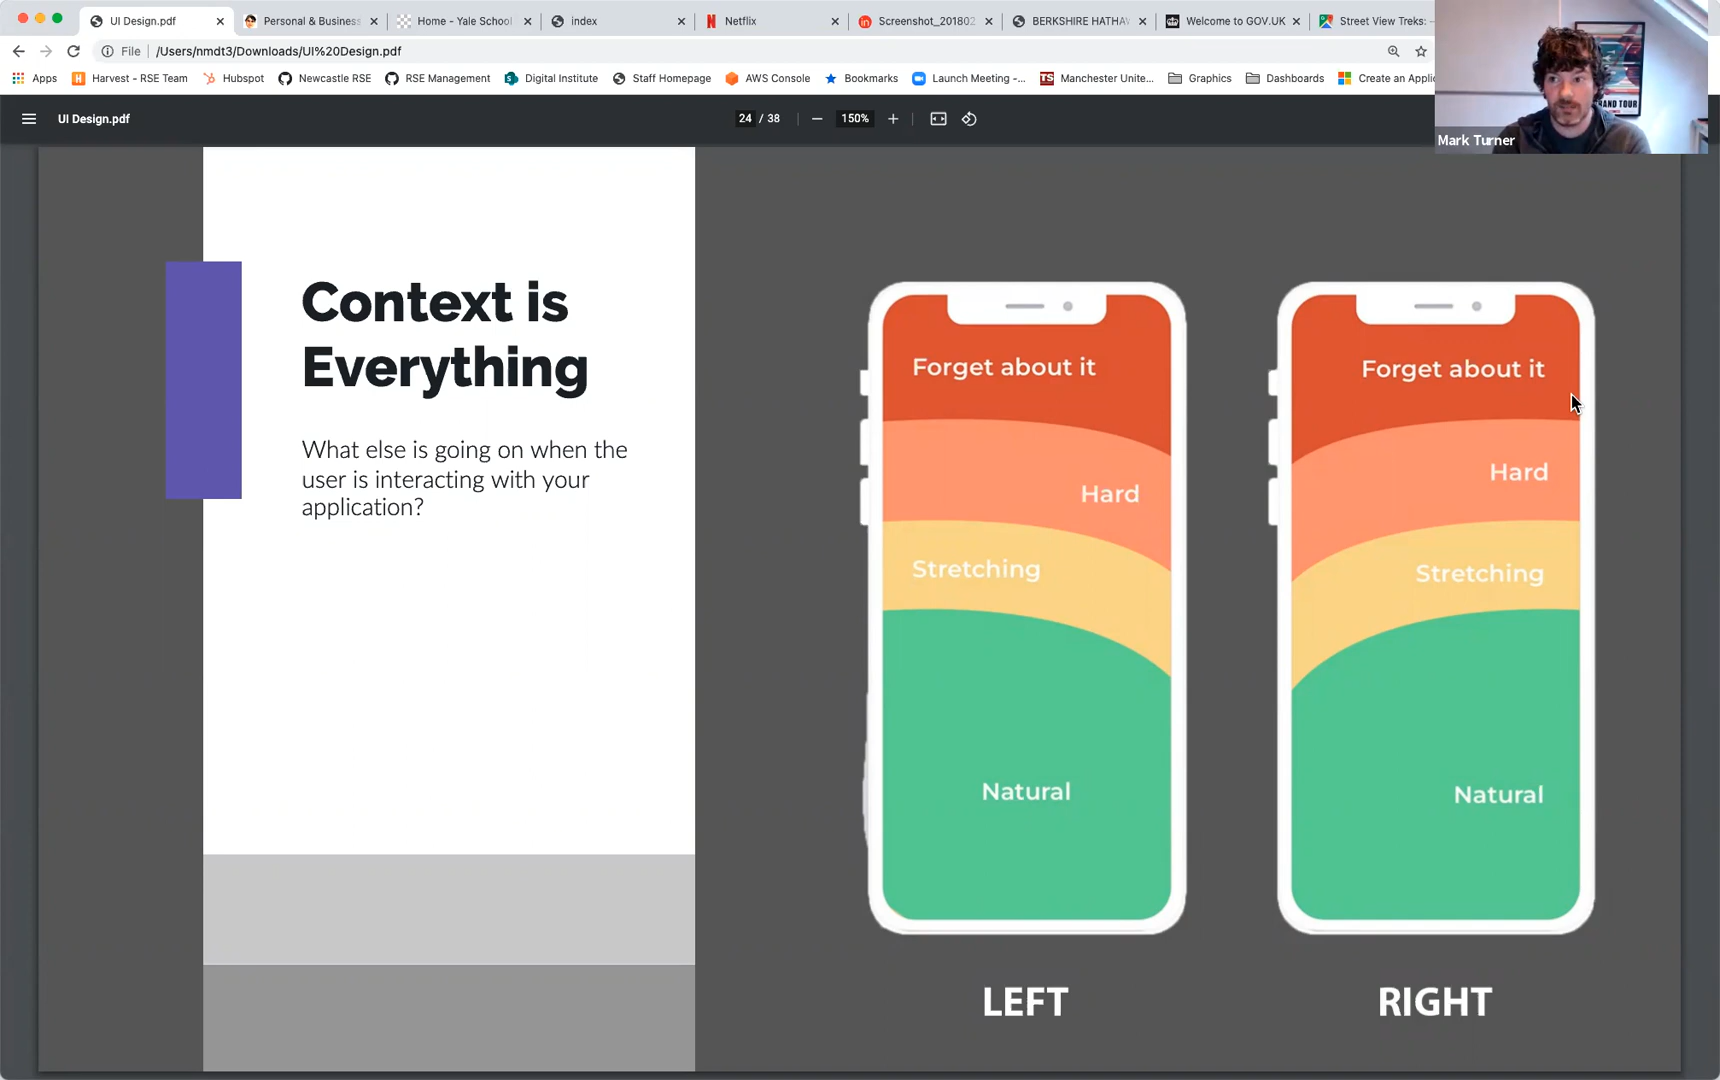 UI Design.pdf
Personal & Business
Home - Yale School
index
Netflix
Screenshot_201802
BERKSHIRE HATHAW
Welcome to GOV.UK
Street View Treks:
File
/Users/nmdt3/Downloads/UI%20Design.pdf
Apps
Harvest - RSE Team
Hubspot
Newcastle RSE
RSE Management
Digital Institute
Staff Homepage
AWS Console
Bookmarks
Launch Meeting -...
Manchester Unite...
Graphics
Dashboards
Create an Applic
UI Design.pdf
24 / 38
150%
Mark Turner
Context is
Everything
What else is going on when the
user is interacting with your
application?
Forget about it
Hard
Stretching
Natural
LEFT
Forget about it
Hard
Stretching
Natural
RIGHT